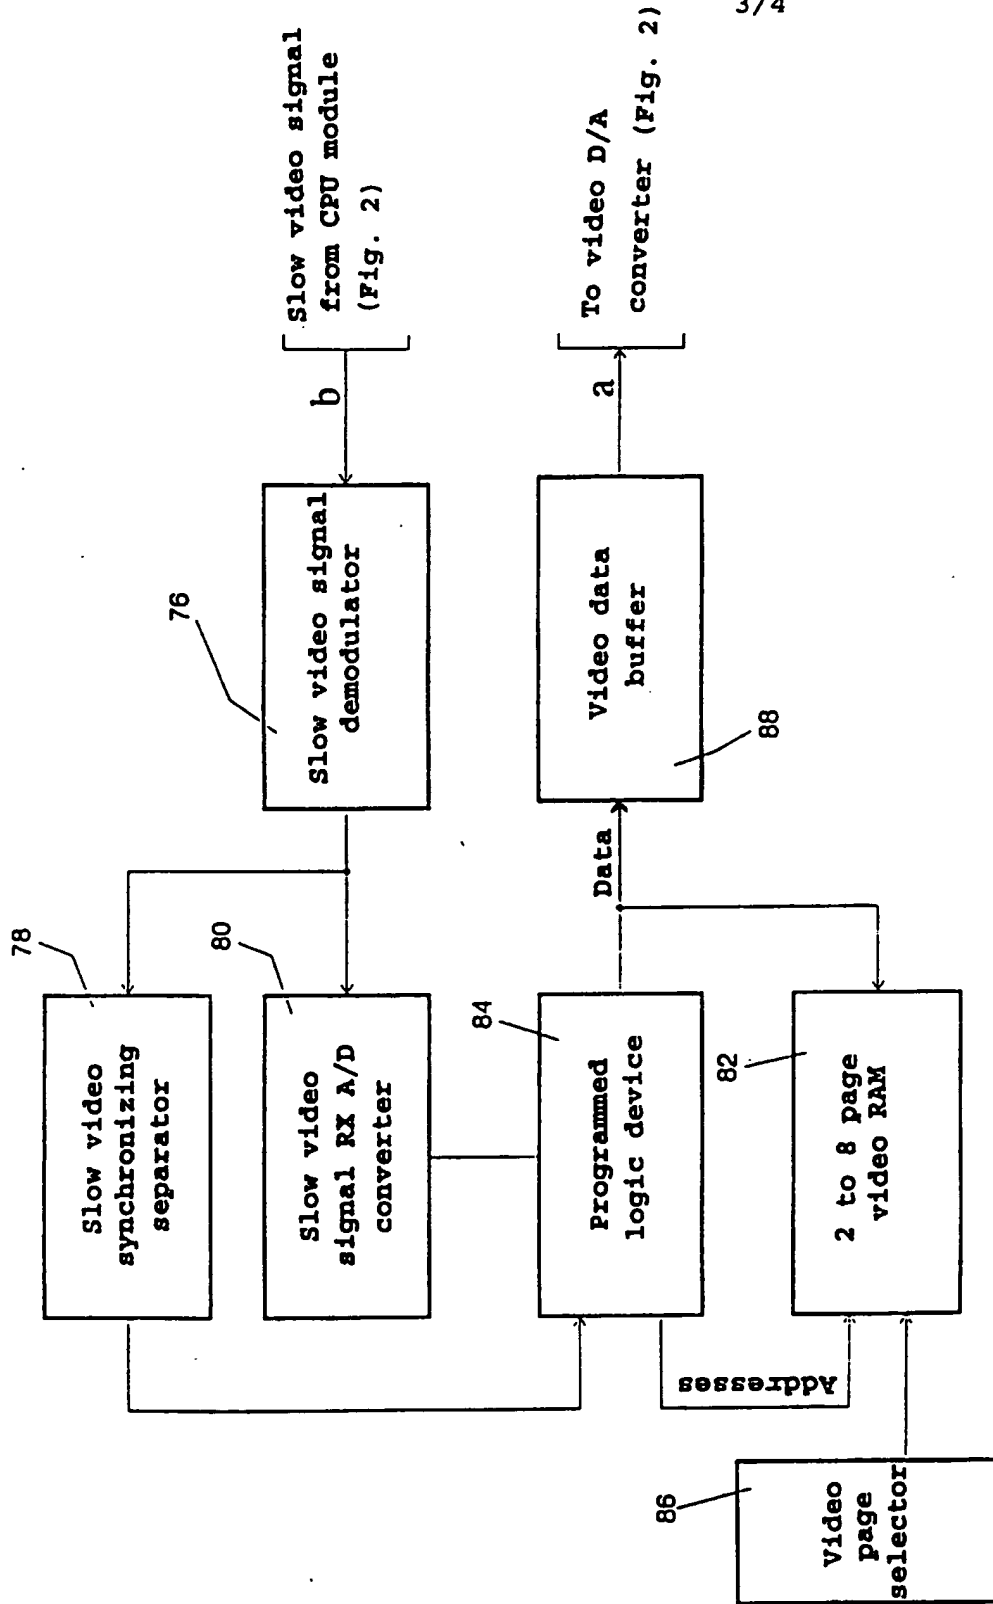 3/4
Slow video
synchronizing
separator
78
Slow video signal
demodulator
76
Slow video signal
from CPU module
(Fig. 2)
b
Slow video
signal RX A/D
converter
80
Programmed
logic device
84
Data
Video data
buffer
88
a
To video D/A
converter (Fig. 2)
Addresses
2 to 8 page
video RAM
82
Video
page
selector
86